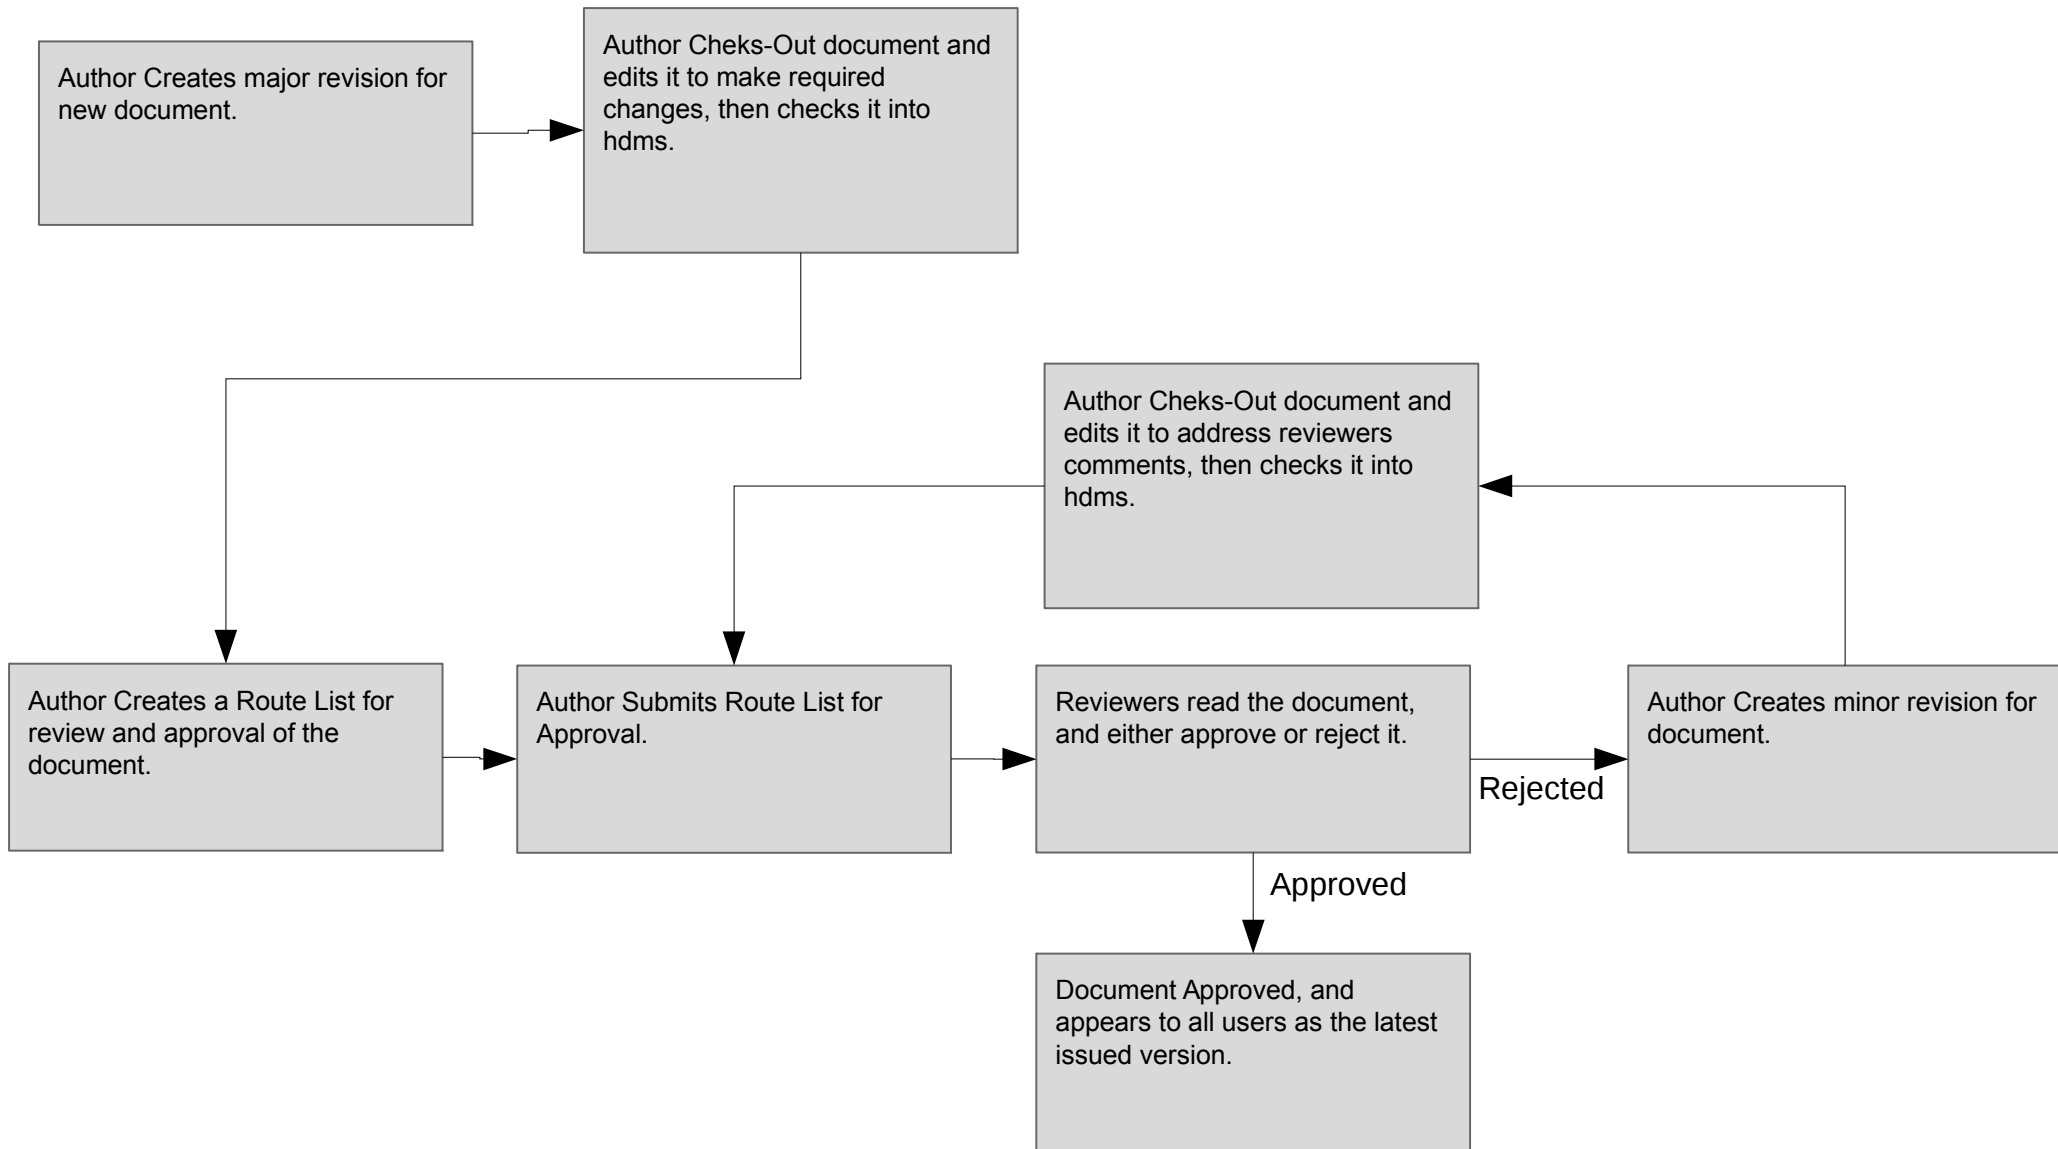 Author Creates major revision for
new document.
Author Cheks-Out document and
edits it to make required
changes, then checks it into
hdms.
Author Cheks-Out document and
edits it to address reviewers
comments, then checks it into
hdms.
Author Creates a Route List for
review and approval of the
document.
Author Submits Route List for
Approval.
Reviewers read the document,
and either approve or reject it.
Rejected
Author Creates minor revision for
document.
Approved
Document Approved, and
appears to all users as the latest
issued version.